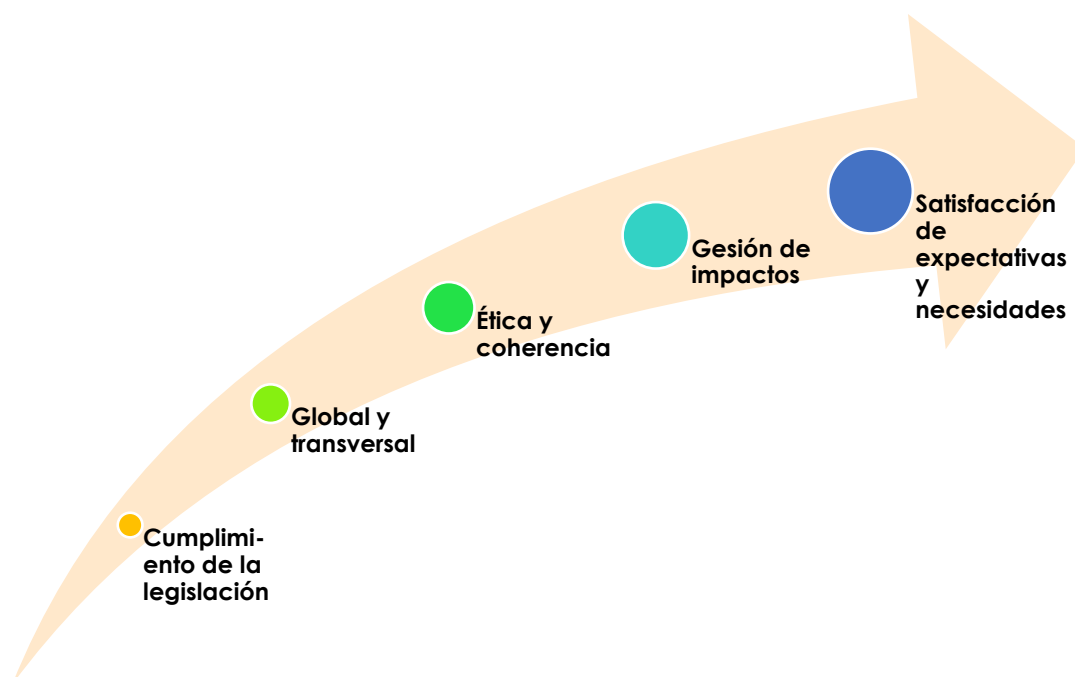 Cumplimi-
ento de la
legislación
Global y
transversal
Ética y
coherencia
Gesión de
impactos
Satisfacción
de
expectativas
y
necesidades